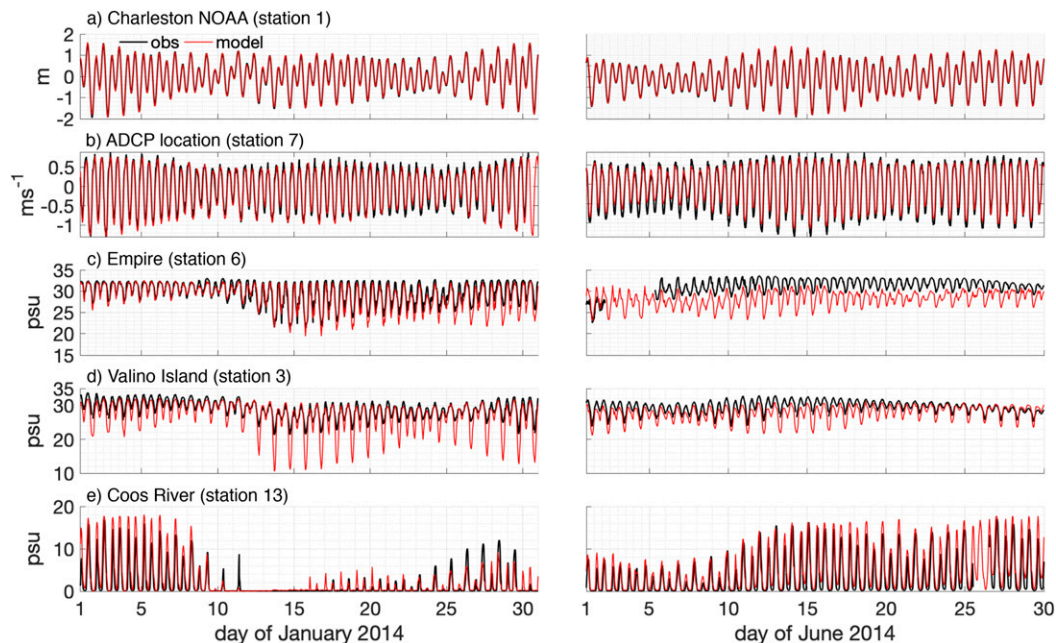 a) Charleston NOAA (station 1)
obs model
2
1
0
-1
-2
m
b) ADCP location (station 7)
0.5
0
-0.5
-1
ms-1
c) Empire (station 6)
35
30
25
20
15
psu
d) Valino Island (station 3)
35
30
20
10
psu
e) Coos River (station 13)
20
10
0
psu
1 5 10 15 20 25 30
day of January 2014
1 5 10 15 20 25 30
day of June 2014